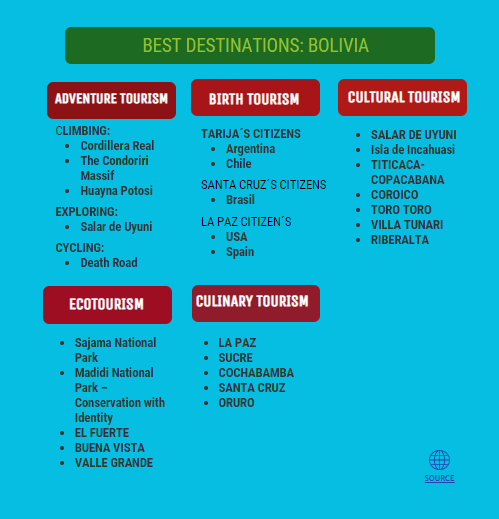 BEST DESTINATIONS: BOLIVIA
ADVENTURE TOURISM
CLIMBING:
• Cordillera Real
• The Condoriri
Massif
• Huayna Potosi
EXPLORING:
• Salar de Uyuni
CYCLING:
• Death Road
BIRTH TOURISM
TARIJA´S CITIZENS
• Argentina
• Chile
SANTA CRUZ´S CITIZENS
• Brasil
LA PAZ CITIZEN´S
• USA
• Spain
CULTURAL TOURISM
• SALAR DE UYUNI
• Isla de Incahuasi
• TITICACA-
COPACABANA
• COROICO
• TORO TORO
• VILLA TUNARI
• RIBERALTA
ECOTOURISM
• Sajama National
Park
• Madidi National
Park –
Conservation with
Identity
• EL FUERTE
• BUENA VISTA
• VALLE GRANDE
CULINARY TOURISM
• LA PAZ
• SUCRE
• COCHABAMBA
• SANTA CRUZ
• ORURO
SOURCE